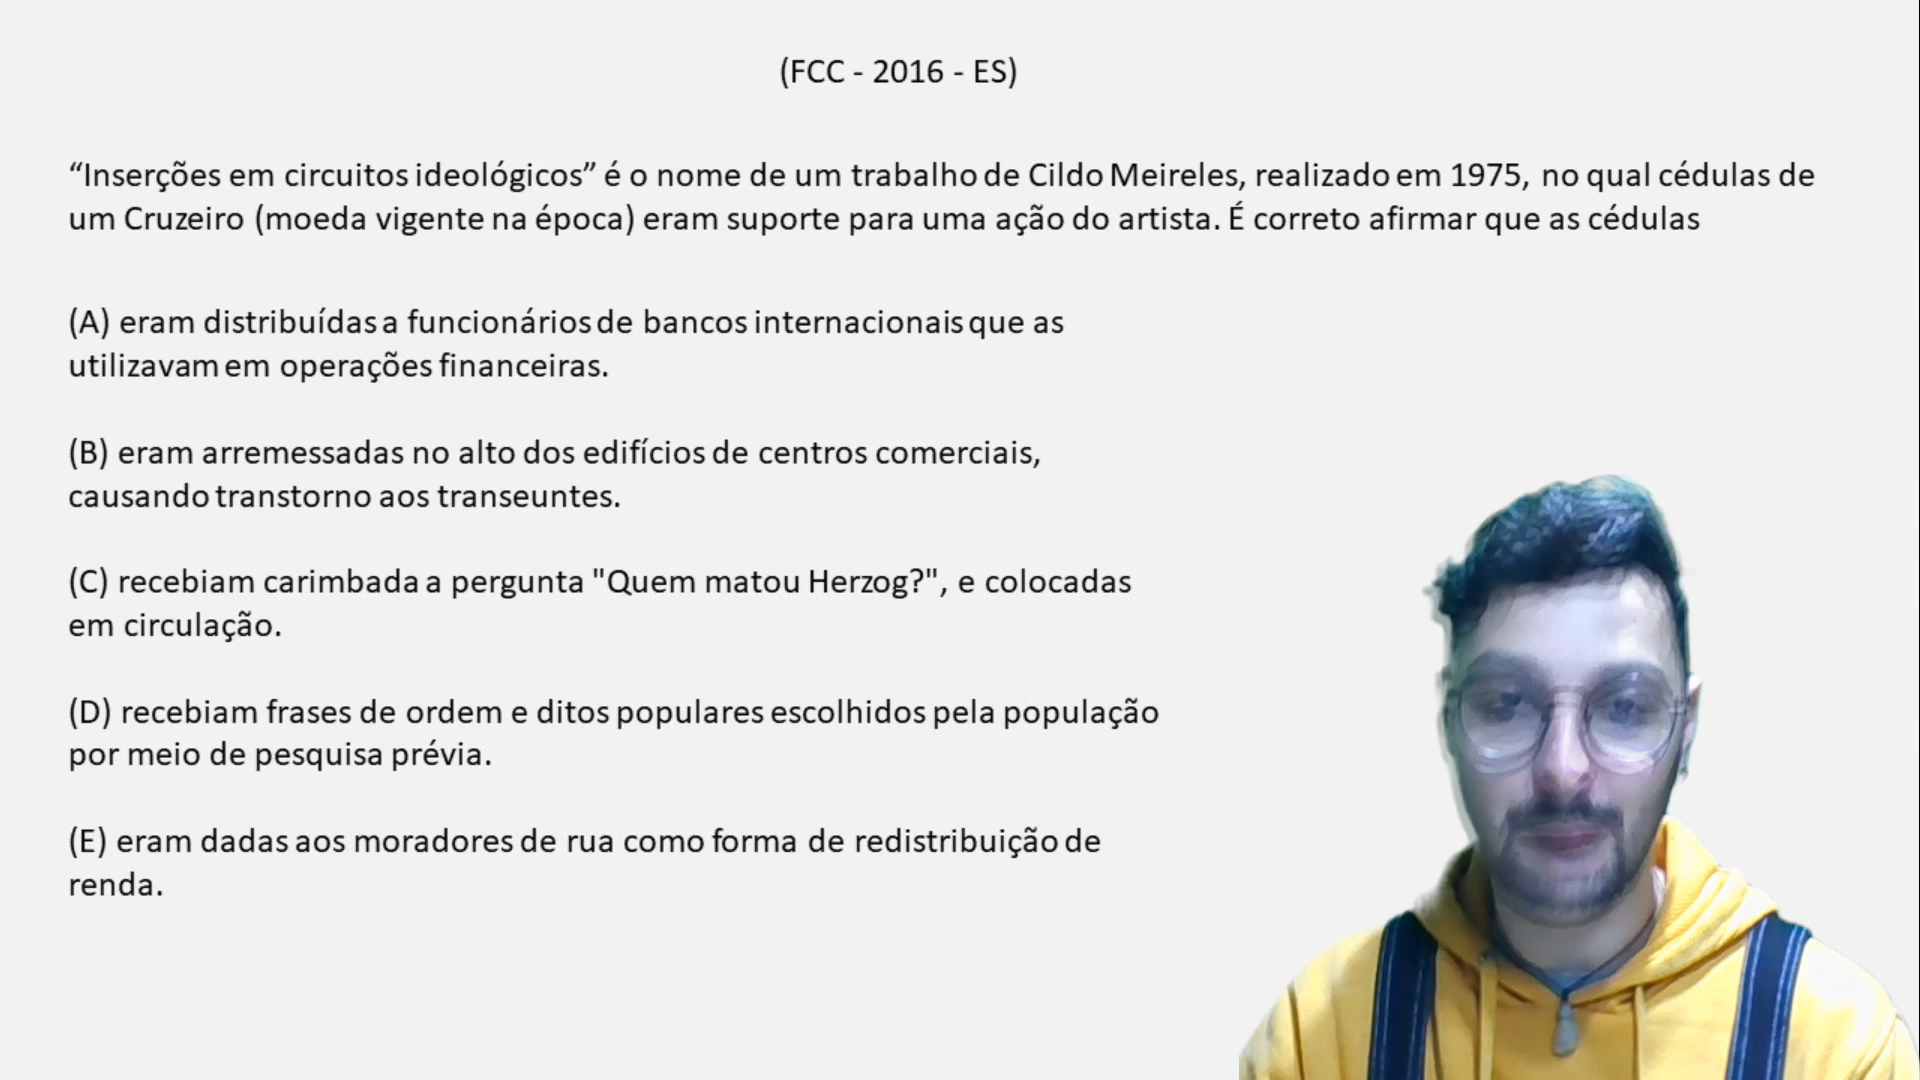 (FCC - 2016 - ES)
“Inserções em circuitos ideológicos” é o nome de um trabalho de Cildo Meireles, realizado em 1975, no qual cédulas de
um Cruzeiro (moeda vigente na época) eram suporte para uma ação do artista. É correto afirmar que as cédulas
(A) eram distribuídas a funcionários de bancos internacionais que as
utilizavam em operações financeiras.
(B) eram arremessadas no alto dos edifícios de centros comerciais,
causando transtorno aos transeuntes.
(C) recebiam carimbada a pergunta "Quem matou Herzog?", e colocadas
em circulação.
(D) recebiam frases de ordem e ditos populares escolhidos pela população
por meio de pesquisa prévia.
(E) eram dadas aos moradores de rua como forma de redistribuição de
renda.